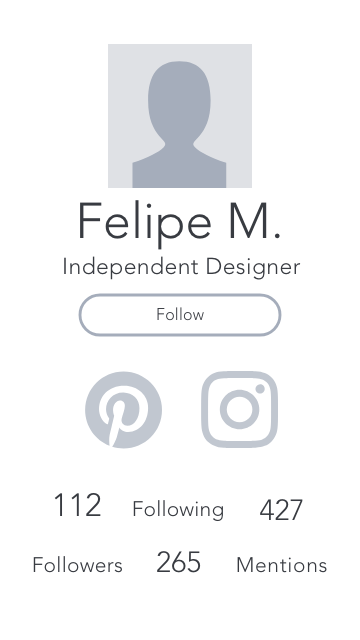 Felipe M.
Independent Designer
Follow
112 Following 427
Followers 265 Mentions